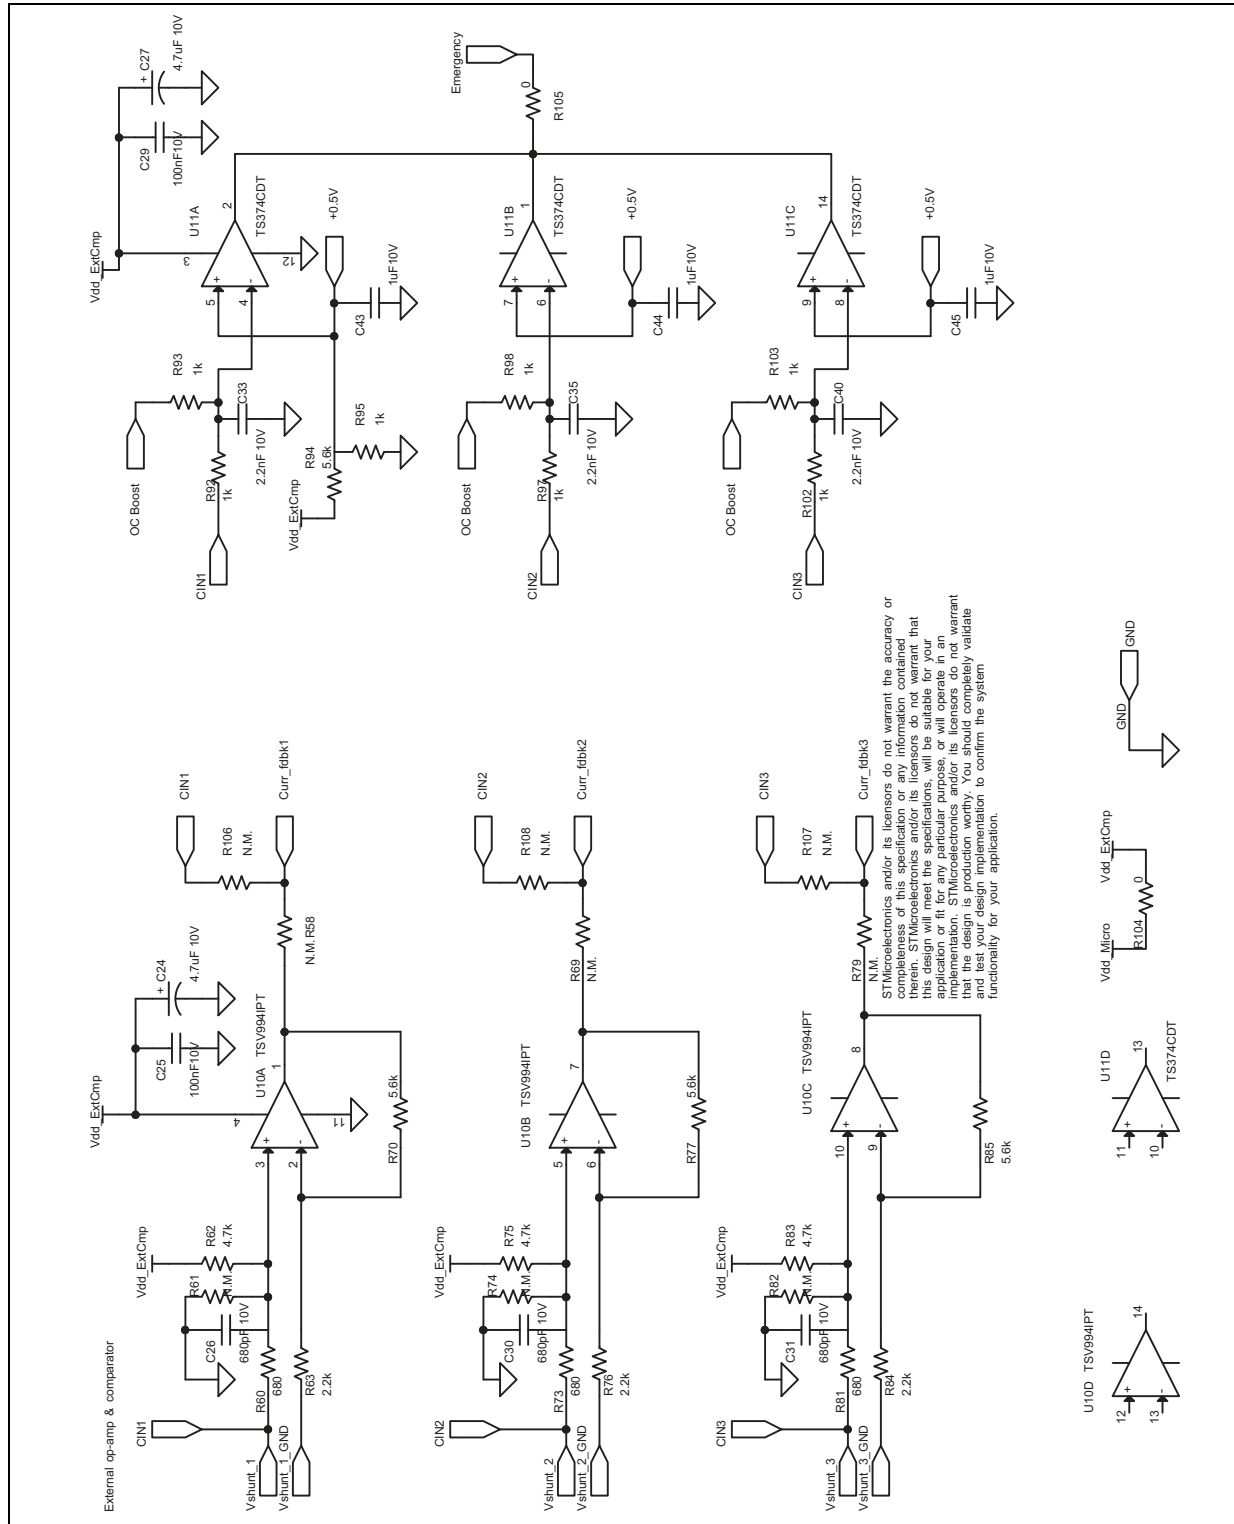 External op-amp & comparator
Vdd_ExtCmp
+ C27
4.7uF 10V
C29
100nF10V
U11A
TS374CDT
3
12
5
4
2
+
-
+0.5V
C43
1uF10V
OC Boost
R93
1k
C33
2.2nF 10V
R92
1k
CIN1
R95
1k
R94
5.6k
Vdd_ExtCmp
Emergency
0
R105
U11B
TS374CDT
7
6
1
+
-
+0.5V
C44
1uF10V
OC Boost
R98
1k
C35
2.2nF 10V
R97
1k
CIN2
U11C
TS374CDT
9
8
14
+
-
+0.5V
C45
1uF10V
OC Boost
R103
1k
C40
2.2nF 10V
R102
1k
CIN3
CIN1
Vshunt_1
Vshunt_1_GND
R60
680
R63
2.2k
C26
680pF 10V
R61
N.M.
R62
4.7k
Vdd_ExtCmp
Vdd_ExtCmp
C25
100nF10V
+ C24
4.7uF 10V
U10A TSV994IPT
4
11
3
2
1
+
-
R70
5.6k
N.M.
R58
R106
N.M.
CIN1
Curr_fdbk1
CIN2
Vshunt_2
Vshunt_2_GND
R73
680
R76
2.2k
C30
680pF 10V
R74
N.M.
R75
4.7k
Vdd_ExtCmp
U10B TSV994IPT
5
6
7
+
-
R77
5.6k
R69
N.M.
R108
N.M.
CIN2
Curr_fdbk2
CIN3
Vshunt_3
Vshunt_3_GND
R81
680
R84
2.2k
C31
680pF 10V
R82
N.M.
R83
4.7k
Vdd_ExtCmp
U10C TSV994IPT
10
9
8
+
-
R85
5.6k
R79
N.M.
R107
N.M.
CIN3
Curr_fdbk3
STMicroelectronics and/or its licensors do not warrant the accuracy or
completeness of this specification or any information contained
therein. STMicroelectronics and/or its licensors do not warrant that
this design will meet the specifications, will be suitable for your
application or fit for any particular purpose, or will operate in an
implementation. STMicroelectronics and/or its licensors do not warrant
that the design is production worthy. You should completely validate
and test your design implementation to confirm the system
functionality for your application.
U10D TSV994IPT
12
13
14
+
-
U11D
TS374CDT
11
10
13
+
-
Vdd_Micro
Vdd_ExtCmp
R104
0
GND
GND